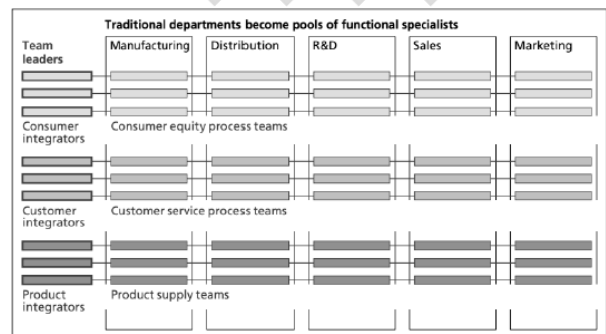 Traditional departments become pools of functional specialists
Team
leaders
Manufacturing
Distribution
R&D
Sales
Marketing
Consumer
integrators
Consumer equity process teams
Customer
integrators
Customer service process teams
Product
integrators
Product supply teams